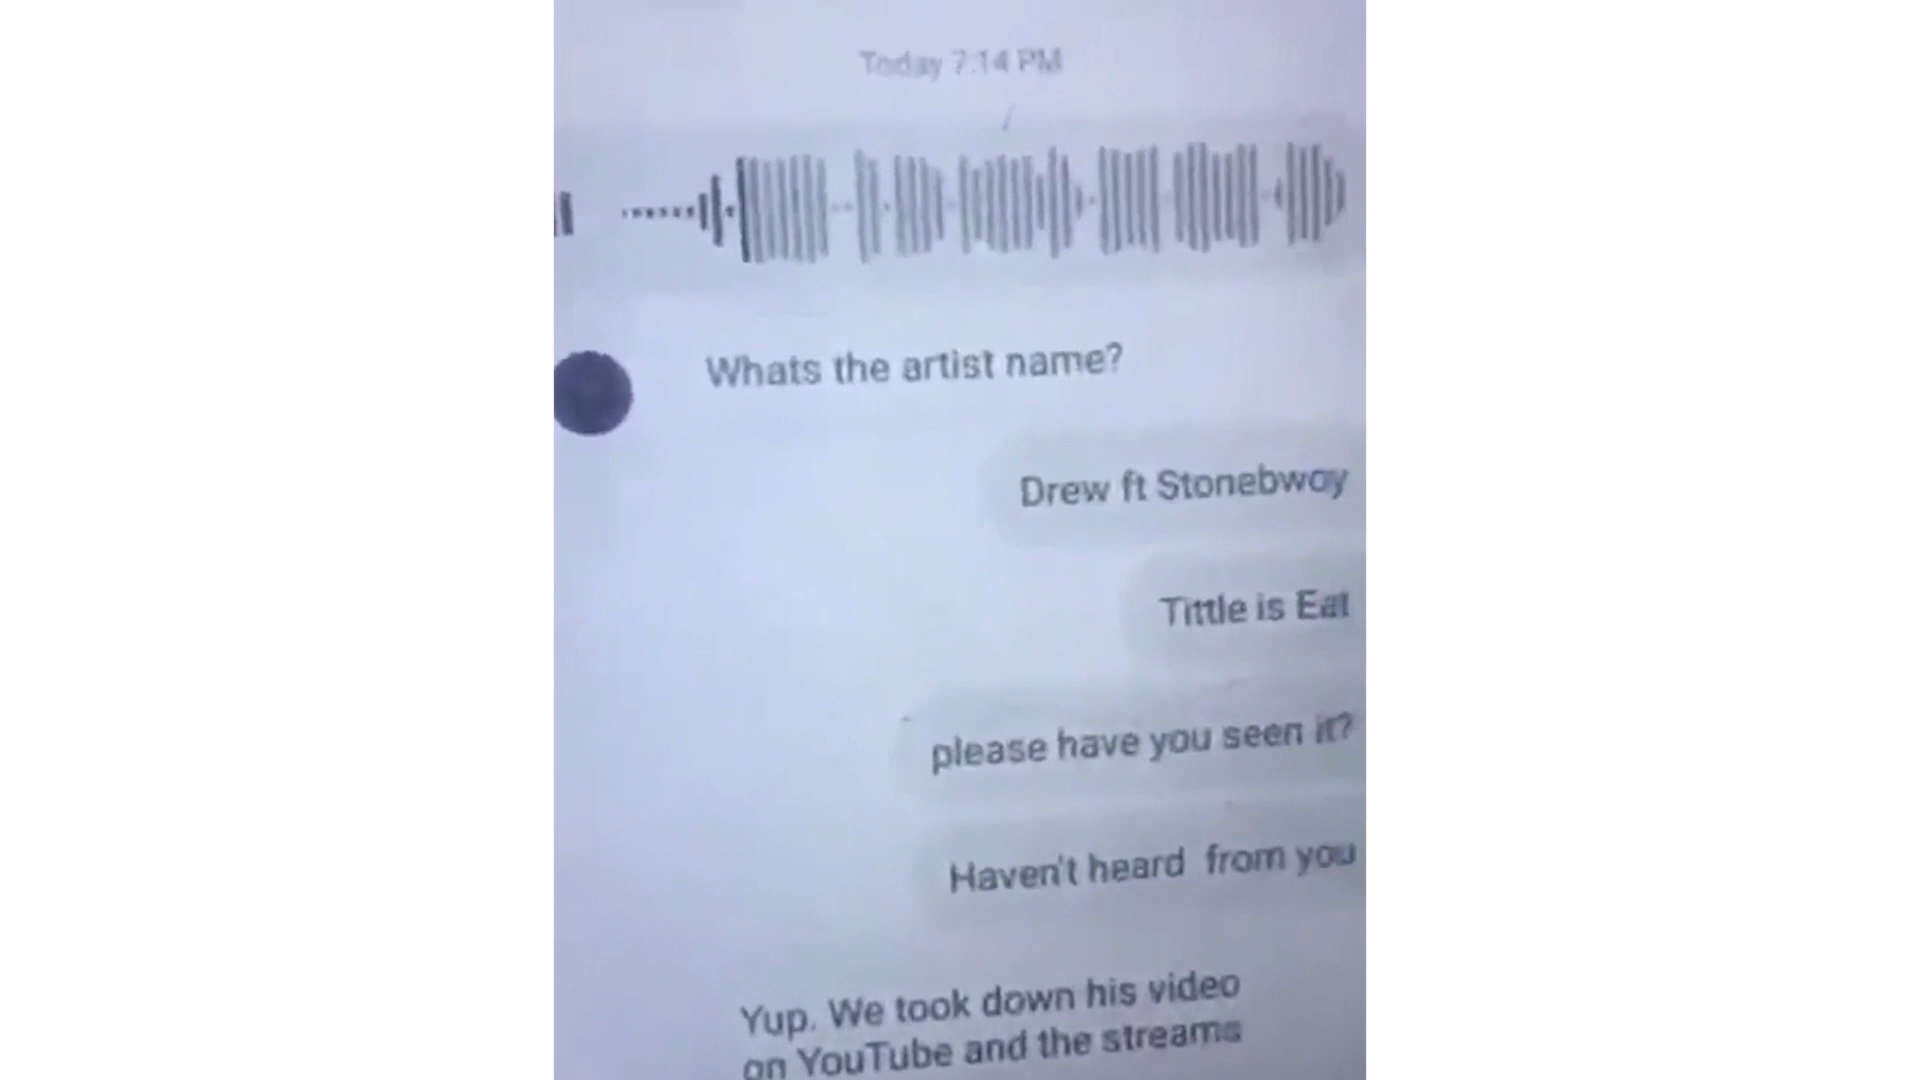 Today 7:14 PM
Whats the artist name?
Drew ft Stonebwoy
Tittle is Eat
please have you seen it?
Haven't heard from you
Yup. We took down his video
on YouTube and the streams